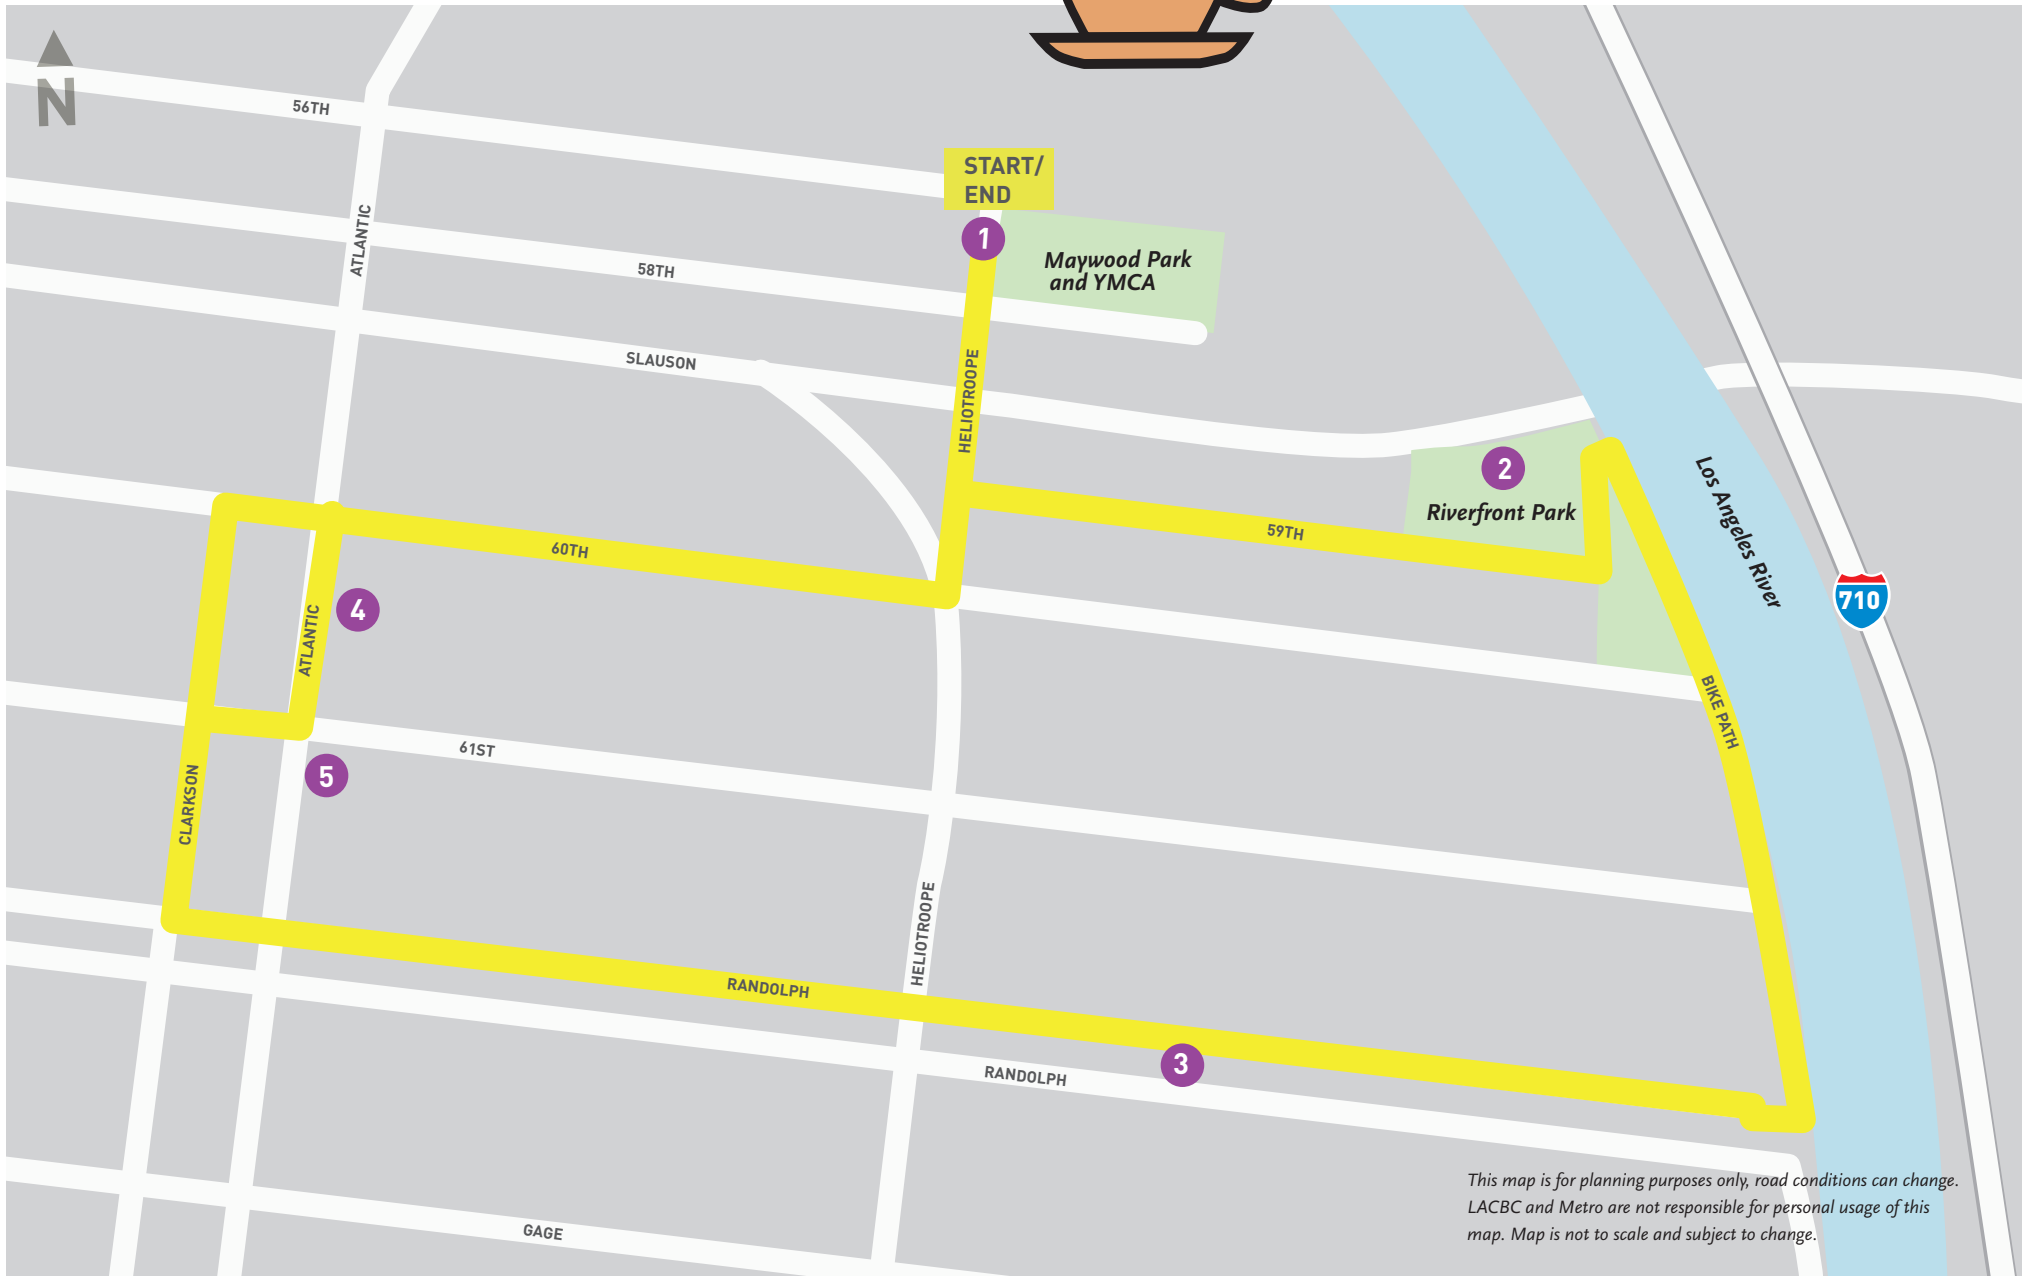 N
56TH
START/
END
ATLANTIC
1
Maywood Park
and YMCA
58TH
SLAUSON
HELIOTROOPE
2
Riverfront Park
Los Angeles River
59TH
60TH
710
4
ATLANTIC
BIKE PATH
61ST
5
CLARKSON
HELIOTROOPE
RANDOLPH
3
RANDOLPH
This map is for planning purposes only, road conditions can change.
LACBC and Metro are not responsible for personal usage of this
map. Map is not to scale and subject to change.
GAGE